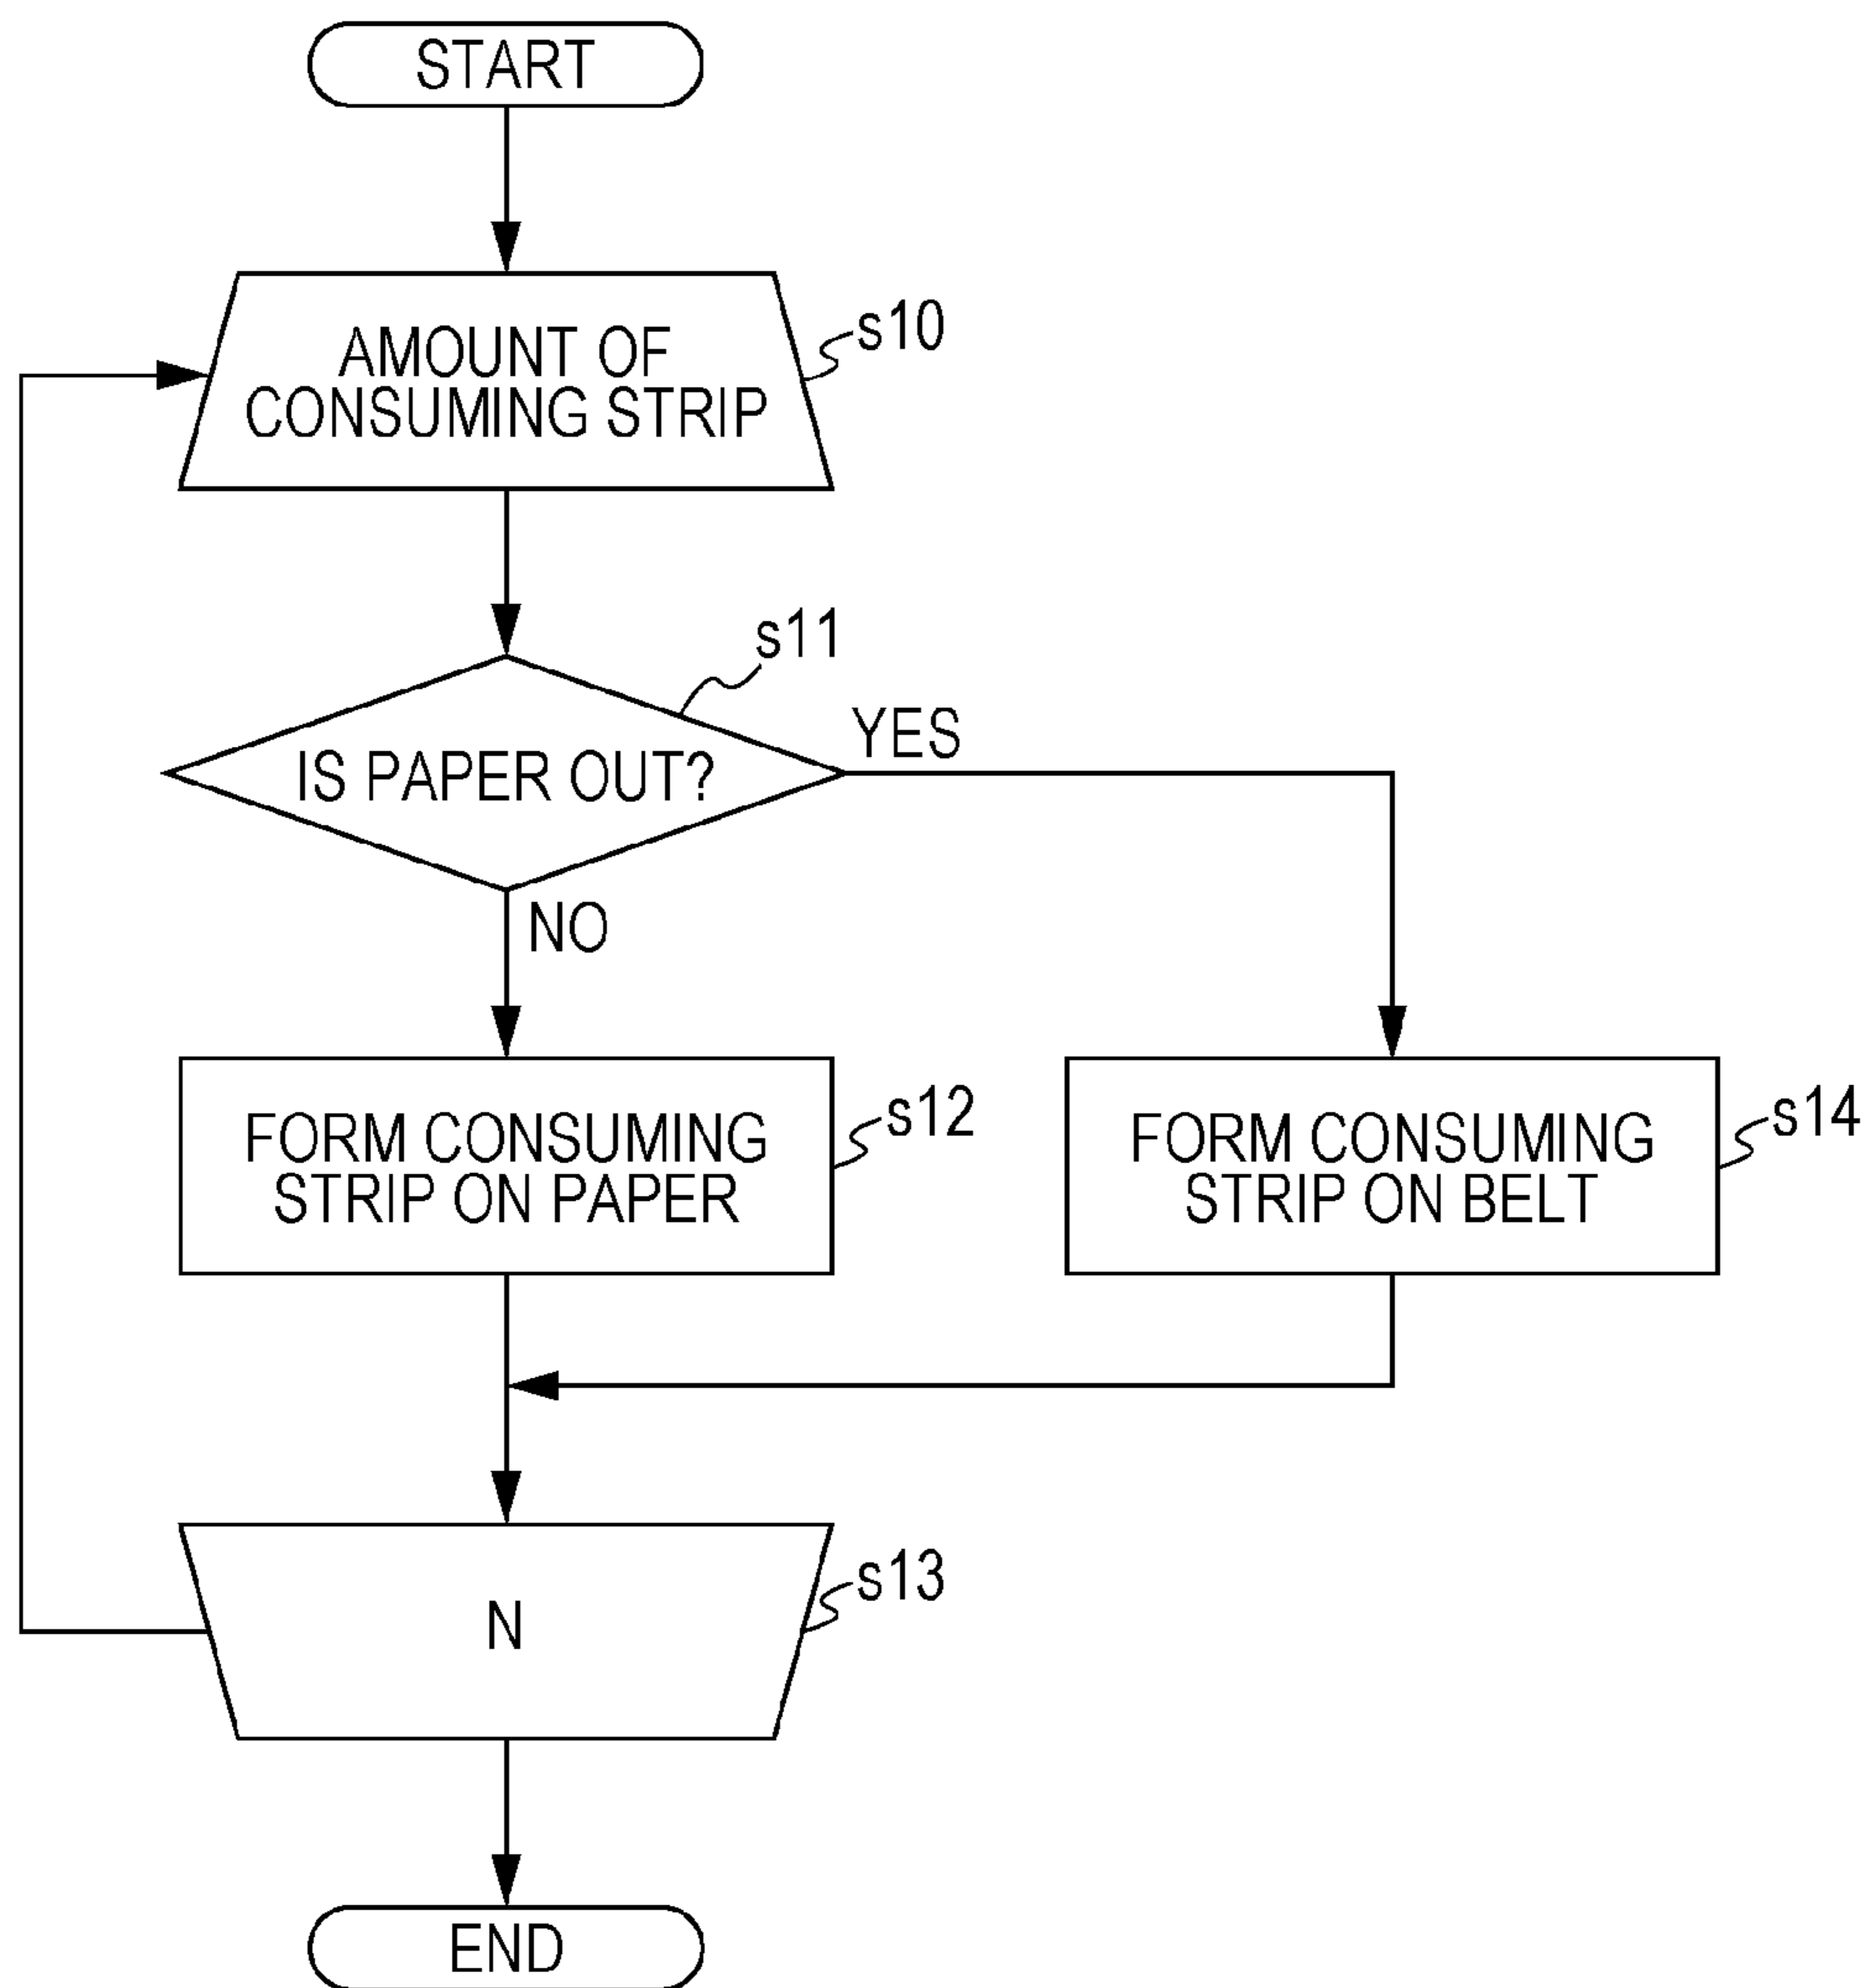 START
AMOUNT OF
CONSUMING STRIP
s10
s11
IS PAPER OUT?
YES
NO
FORM CONSUMING
STRIP ON PAPER
s12
FORM CONSUMING
STRIP ON BELT
s14
N
s13
END